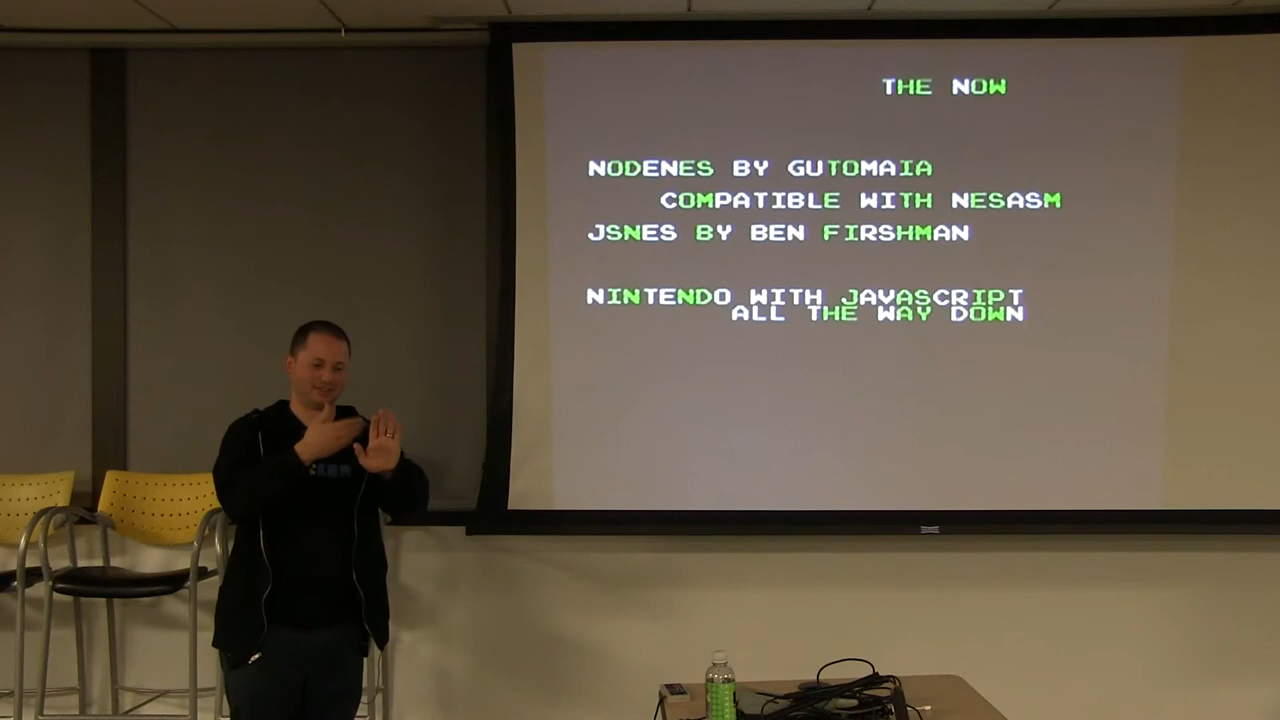 THE NOW
NODENES BY GUTOMAIA
COMPATIBLE WITH NESASM
JSNES BY BEN FIRSHMAN
NINTENDO WITH JAVASCRIPT
ALL THE WAY DOWN